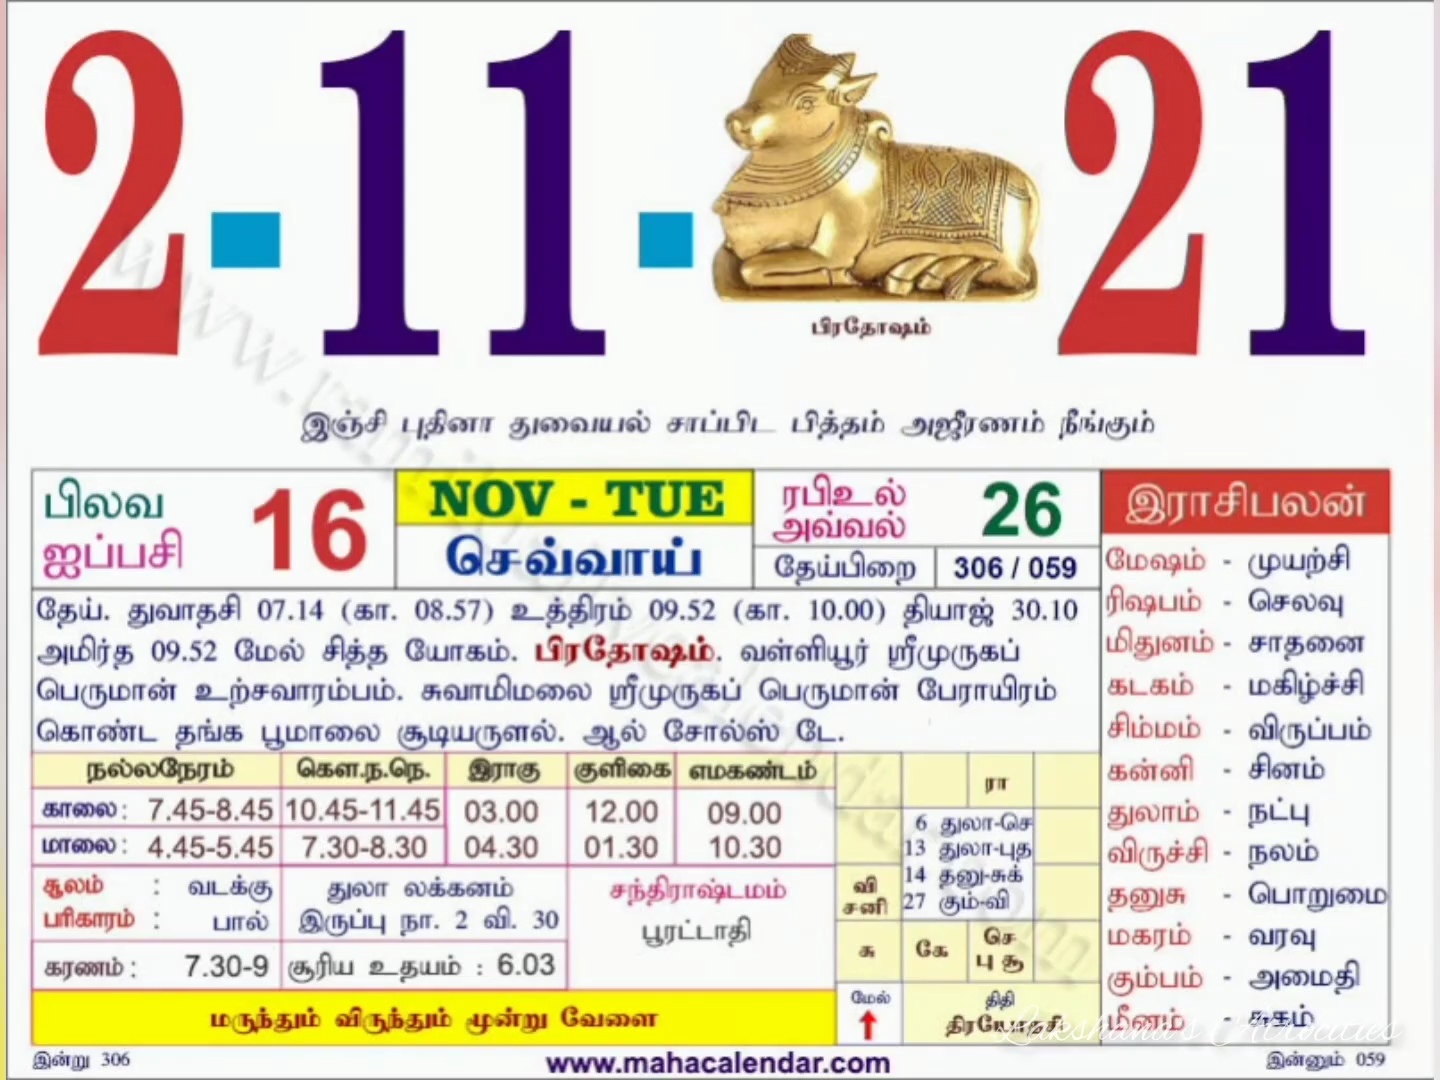 2-11-21
பிரதோஷம்
இஞ்சி புதினா துவையல் சாப்பிட பித்தம் அஜீரணம் நீங்கும்
பிலவ
ஐப்பசி 16
NOV - TUE
செவ்வாய்
ரபிஉல்
அவ்வல் 26
தேய்பிறை 306 / 059
தேய். துவாதசி 07.14 (கா. 08.57) உத்திரம் 09.52 (கா. 10.00) தியாஜ் 30.10
அமிர்த 09.52 மேல் சித்த யோகம். பிரதோஷம். வள்ளியூர் ஸ்ரீமுருகப்
பெருமான் உற்சவாரம்பம். சுவாமிமலை ஸ்ரீமுருகப் பெருமான் பேராயிரம்
கொண்ட தங்க பூமாலை சூடியருளல். ஆல் சோல்ஸ் டே.
நல்லநேரம் கௌ.ந.நே. இராகு குளிகை எமகண்டம்
காலை : 7.45-8.45 10.45-11.45 03.00 12.00 09.00
மாலை : 4.45-5.45 7.30-8.30 04.30 01.30 10.30
சூலம் : வடக்கு
பரிகாரம் : பால்
துலா லக்கனம்
இருப்பு நா. 2 வி. 30
சந்திராஷ்டமம்
பூரட்டாதி
கரணம் : 7.30-9 சூரிய உதயம் : 6.03
மருந்தும் விருந்தும் மூன்று வேளை
ரா
6 துலா-செ
13 துலா-புத
14 தனு-சுக்
27 கும்-வி
வி
சனி
சு கே செ
பு சூ
மேல்
திதி
திரயோதசி
இராசிபலன்
மேஷம் - முயற்சி
ரிஷபம் - செலவு
மிதுனம் - சாதனை
கடகம் - மகிழ்ச்சி
சிம்மம் - விருப்பம்
கன்னி - சினம்
துலாம் - நட்பு
விருச்சி - நலம்
தனுசு - பொறுமை
மகரம் - வரவு
கும்பம் - அமைதி
மீனம் - சுகம்
இன்று 306
www.mahacalendar.com
இன்னும் 059